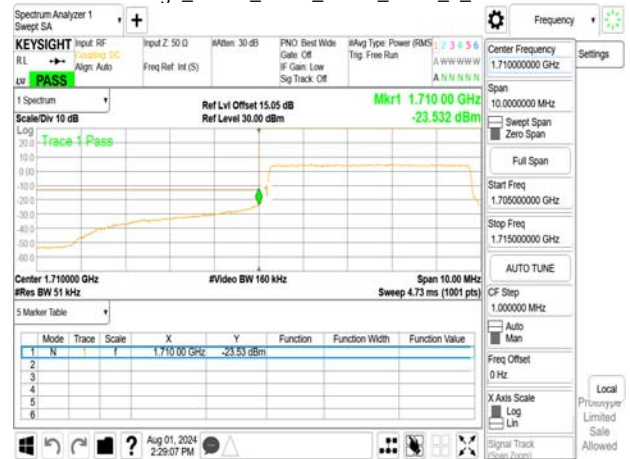 Spectrum Analyzer 1
Swept SA
+
Frequency
KEYSIGHT
Input: RF
Coupling: DC
Align: Auto
Input Z: 50 Ω
Freq Ref: Int (S)
#Atten: 30 dB
PNO: Best Wide
Gate: Off
IF Gain: Low
Sig Track: Off
#Avg Type: Power (RMS
Trig: Free Run
1 2 3 4 5 6
A W W W W W
A N N N N N
RL
LW
PASS
Center Frequency
1.710000000 GHz
Settings
Span
10.0000000 MHz
Swept Span
Zero Span
Full Span
Start Freq
1.705000000 GHz
Stop Freq
1.715000000 GHz
AUTO TUNE
CF Step
1.000000 MHz
Auto
Man
Freq Offset
0 Hz
X Axis Scale
Log
Lin
Signal Track
(Span Zoom)
Local
Limited
Sale
Allowed
1 Spectrum
Scale/Div 10 dB
Ref Lvl Offset 15.05 dB
Ref Level 30.00 dBm
Mkr1 1.710 00 GHz
-23.532 dBm
Log
Trace 1 Pass
20.0
10.0
0.00
-10.0
-20.0
-30.0
-40.0
-50.0
-60.0
1
Center 1.710000 GHz
#Res BW 51 kHz
#Video BW 160 kHz
Span 10.00 MHz
Sweep 4.73 ms (1001 pts)
5 Marker Table
Mode Trace Scale X Y Function Function Width Function Value
1 N 1 f 1.710 00 GHz -23.53 dBm
2
3
4
5
6
?
Aug 01, 2024
2:29:07 PM